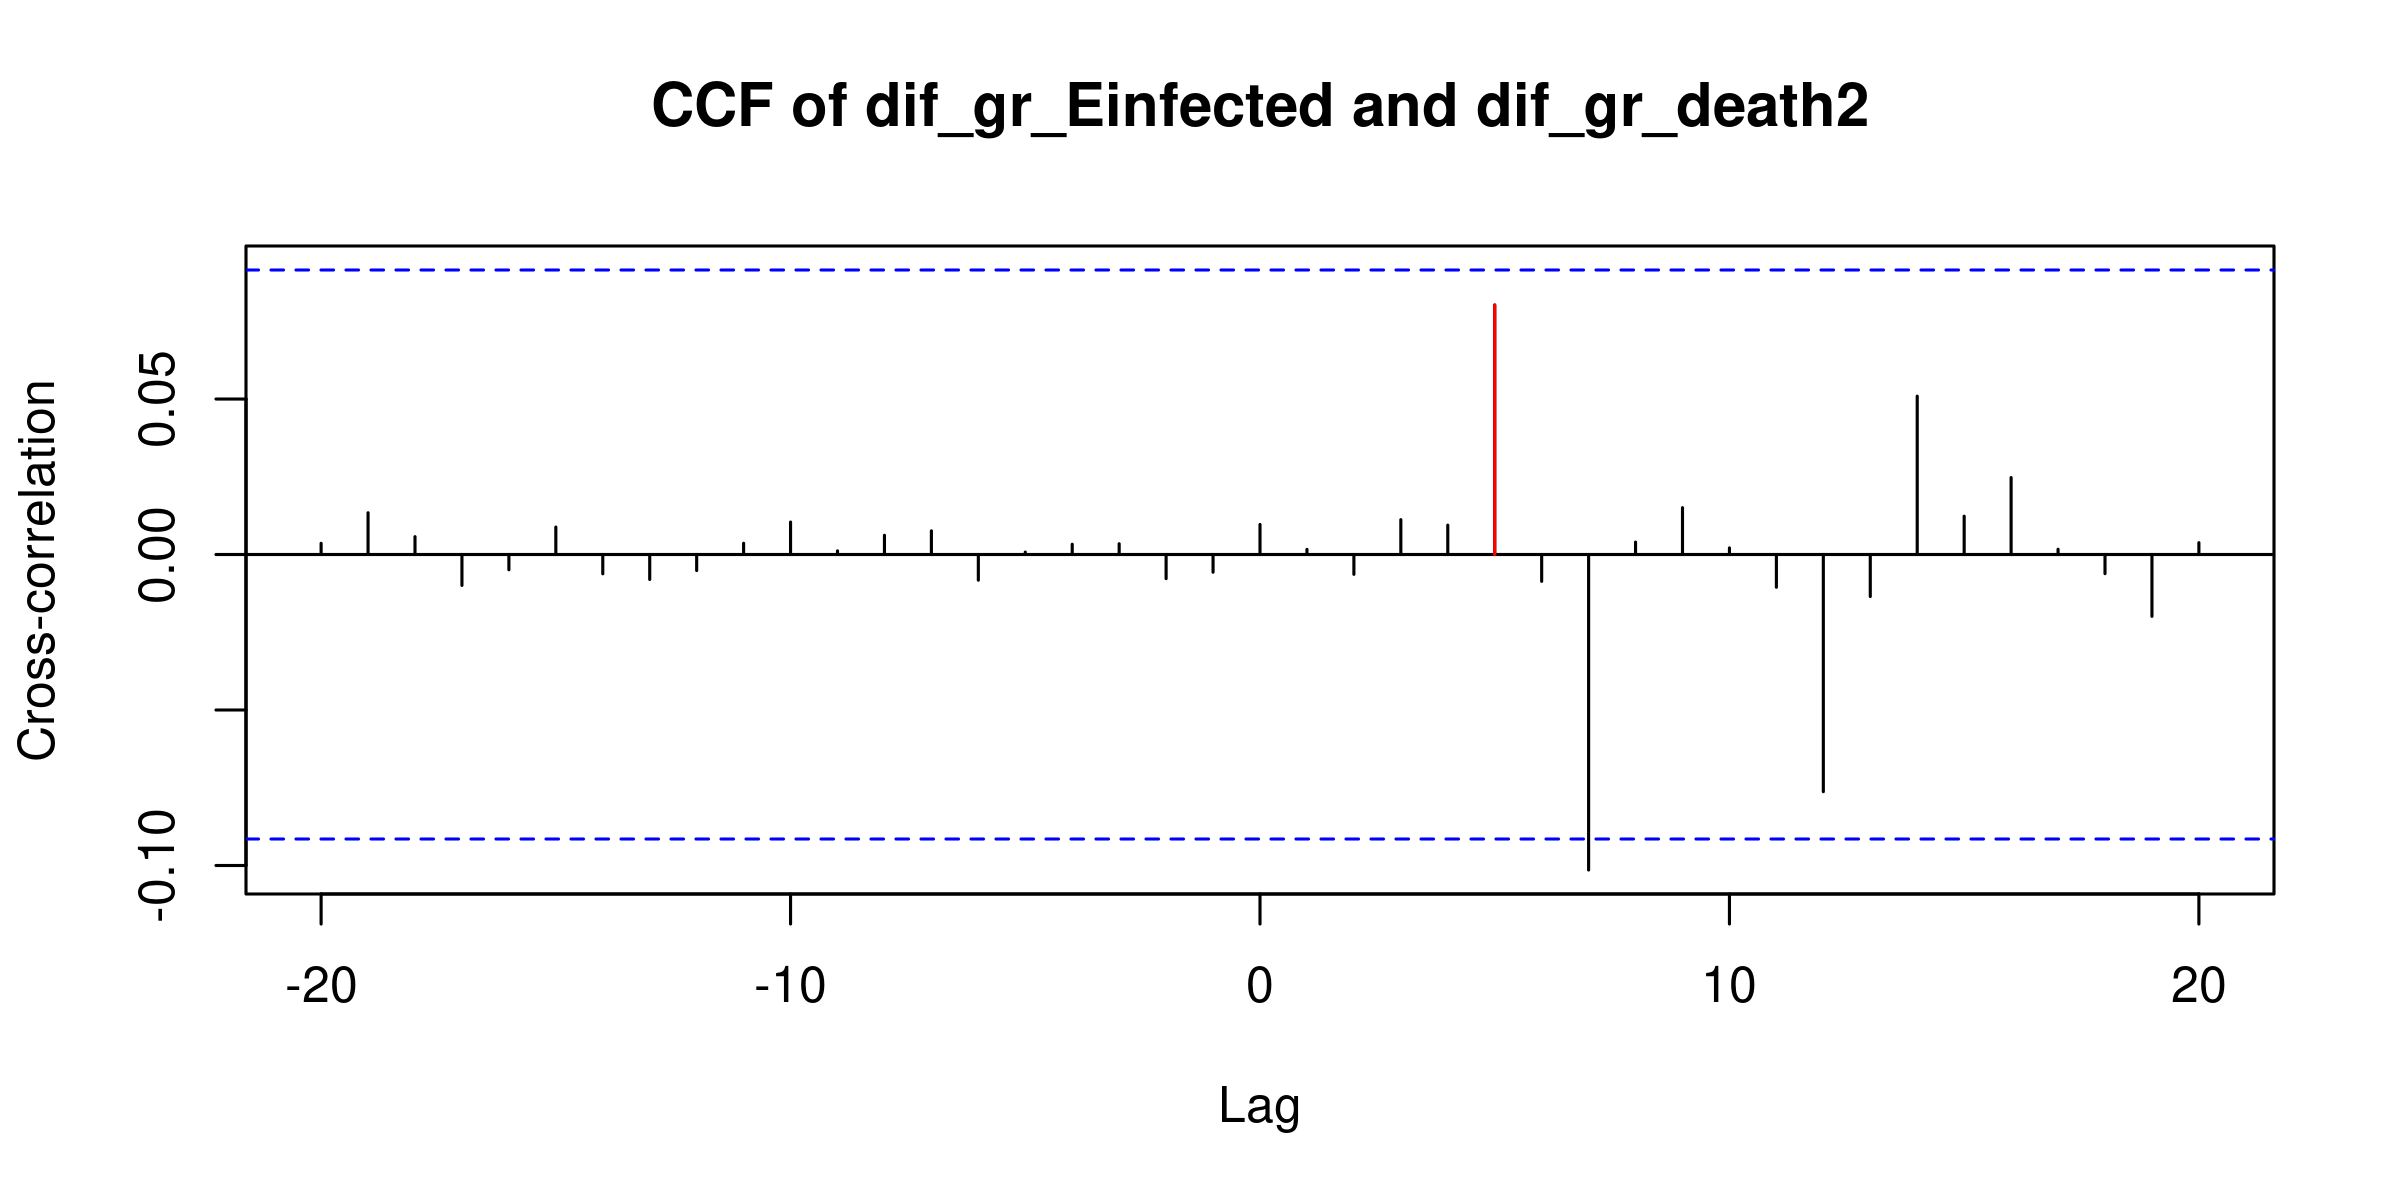 CCF of dif_gr_Einfected and dif_gr_death2
Cross-correlation
0.05
0.00
-0.10
-20
-10
0
10
20
Lag